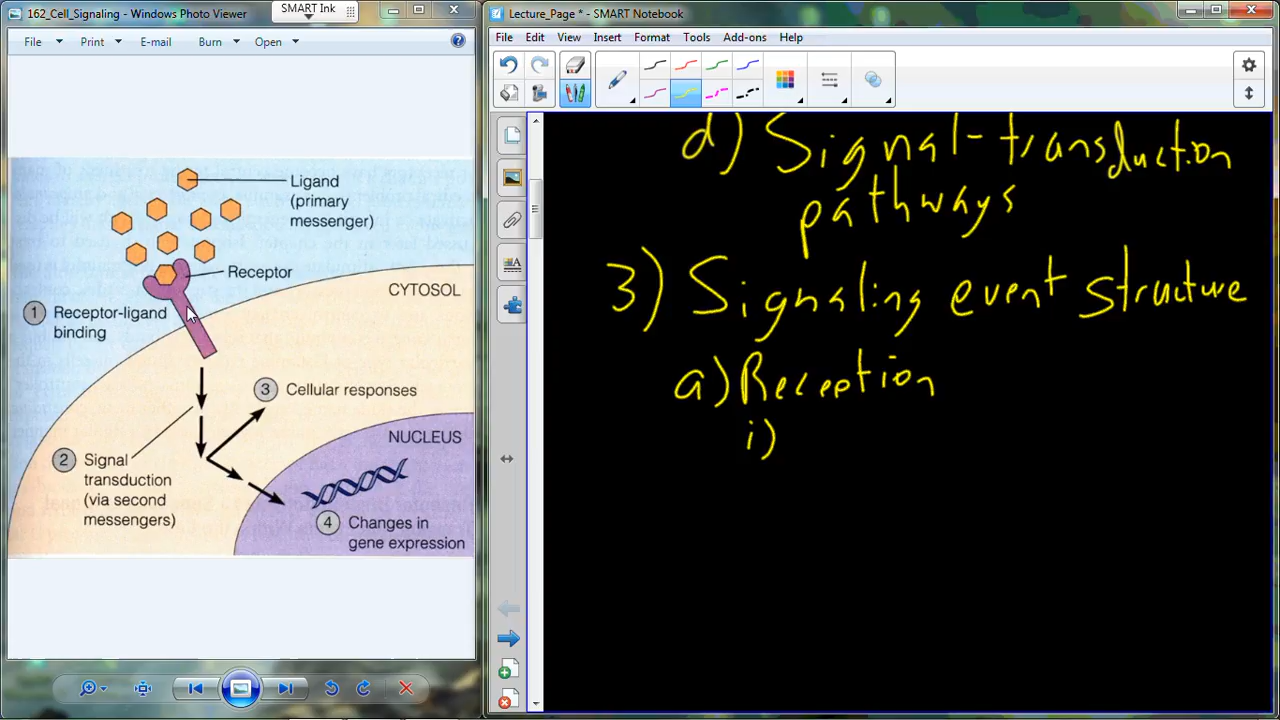 162_Cell_Signaling - Windows Photo Viewer
SMART Ink
File Print E-mail Burn Open
Ligand
(primary
messenger)
Receptor
CYTOSOL
1 Receptor-ligand
binding
3 Cellular responses
NUCLEUS
2 Signal
transduction
(via second
messengers)
4 Changes in
gene expression
Lecture_Page * - SMART Notebook
File Edit View Insert Format Tools Add-ons Help
d) Signal-transduction
pathways
3) Signaling event structure
a) Reception
i)